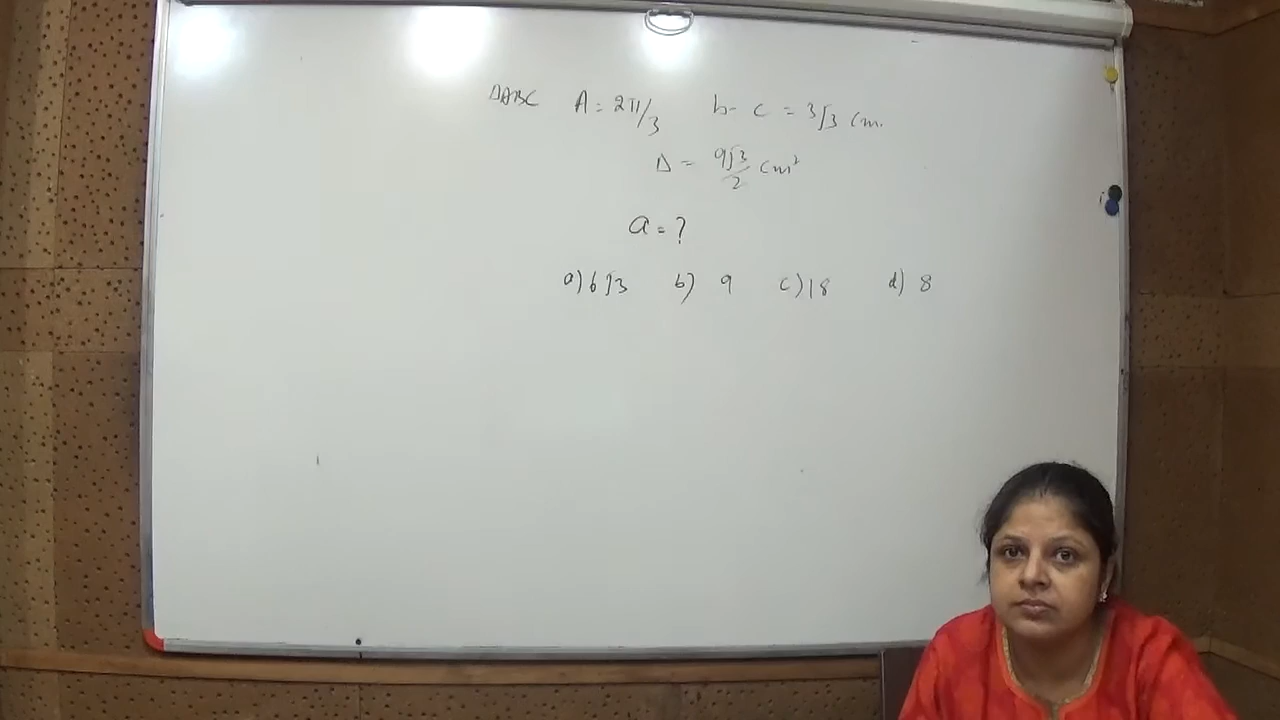 ΔABC A = 2π/3 b - c = 3√3 cm.
Δ = 9√3/2 cm²
a = ?
a) 6√3 b) 9 c) 18 d) 8